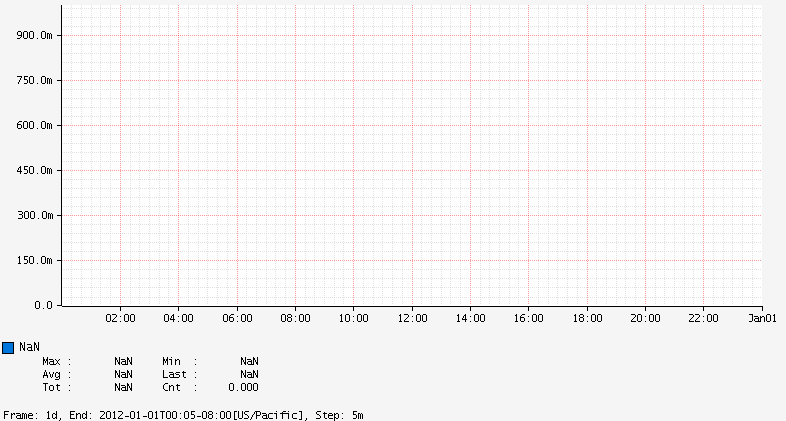 900.0m
750.0m
600.0m
450.0m
300.0m
150.0m
0.0
02:00 04:00 06:00 08:00 10:00 12:00 14:00 16:00 18:00 20:00 22:00 Jan01
NaN
Max : NaN Min : NaN
Avg : NaN Last : NaN
Tot : NaN Cnt : 0.000
Frame: 1d, End: 2012-01-01T00:05-08:00[US/Pacific], Step: 5m